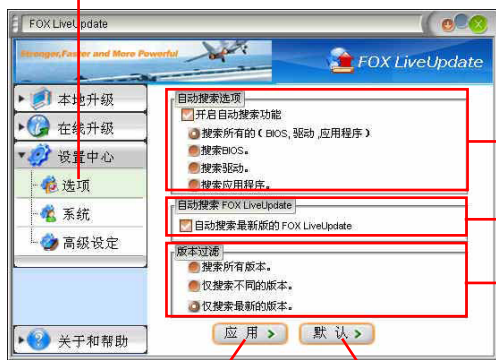 FOX LiveUpdate
Stronger,Faster and More Powerful
FOX LiveUpdate
本地升级
在线升级
设置中心
选项
系统
高级设定
关于和帮助
自动搜索选项
开启自动搜索功能
搜索所有的（BIOS,驱动,应用程序）
搜索BIOS。
搜索驱动。
搜索应用程序。
自动搜索 FOX LiveUpdate
自动搜索最新版的 FOX LiveUpdate
版本过滤
搜索所有版本。
仅搜索不同的版本。
仅搜索最新的版本。
应用
默认